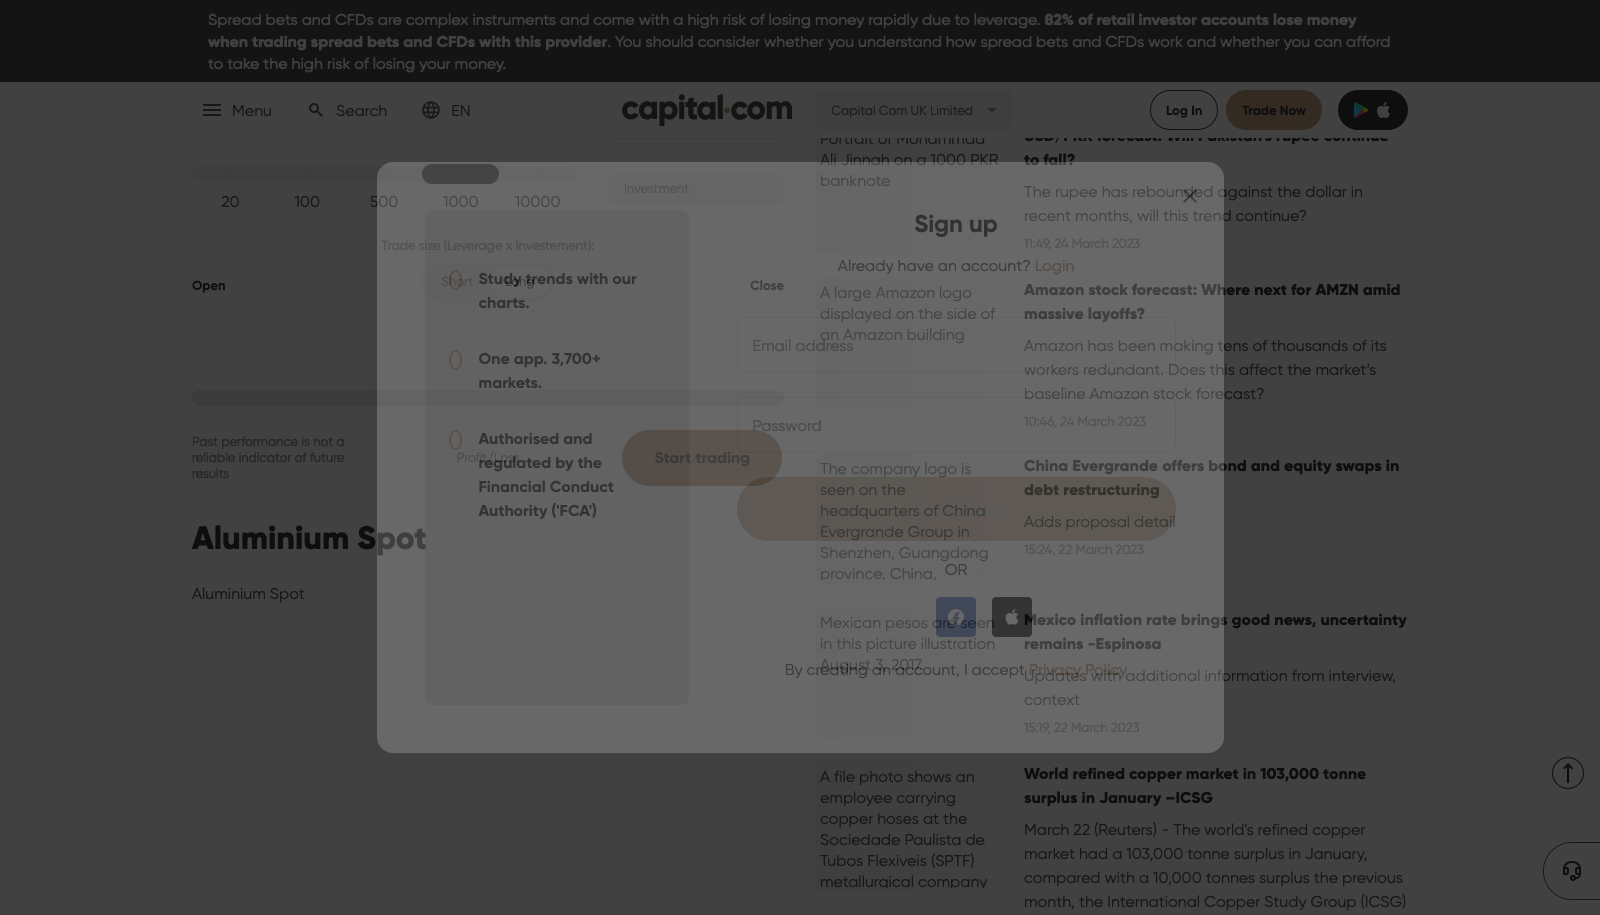 Spread bets and CFDs are complex instruments and come with a high risk of losing money rapidly due to leverage. 82% of retail investor accounts lose money
when trading spread bets and CFDs with this provider. You should consider whether you understand how spread bets and CFDs work and whether you can afford
to take the high risk of losing your money.
Menu
Search
EN
capital.com
Capital Com UK Limited
Log In
Trade Now
20
100
500
1000
10000
Investment
Trade size (Leverage x Investement):
Short
Long
Open
Close
Past performance is not a
reliable indicator of future
results
Profit/Loss
Start trading
Aluminium Spot
Aluminium Spot
Study trends with our
charts.
One app. 3,700+
markets.
Authorised and
regulated by the
Financial Conduct
Authority ('FCA')
Sign up
Already have an account? Login
Email address
Password
OR
By creating an account, I accept Privacy Policy
Portrait of Mohammad
Ali Jinnah on a 1000 PKR
banknote
USD/PKR forecast: Will Pakistan's rupee continue
to fall?
The rupee has rebounded against the dollar in
recent months, will this trend continue?
11:49, 24 March 2023
A large Amazon logo
displayed on the side of
an Amazon building
Amazon stock forecast: Where next for AMZN amid
massive layoffs?
Amazon has been making tens of thousands of its
workers redundant. Does this affect the market's
baseline Amazon stock forecast?
10:46, 24 March 2023
The company logo is
seen on the
headquarters of China
Evergrande Group in
Shenzhen, Guangdong
province, China,
China Evergrande offers bond and equity swaps in
debt restructuring
Adds proposal detail
15:24, 22 March 2023
Mexican pesos are seen
in this picture illustration
August 3, 2017.
Mexico inflation rate brings good news, uncertainty
remains -Espinosa
Updates with additional information from interview,
context
15:19, 22 March 2023
A file photo shows an
employee carrying
copper hoses at the
Sociedade Paulista de
Tubos Flexiveis (SPTF)
metallurgical company
World refined copper market in 103,000 tonne
surplus in January –ICSG
March 22 (Reuters) - The world's refined copper
market had a 103,000 tonne surplus in January,
compared with a 10,000 tonnes surplus the previous
month, the International Copper Study Group (ICSG)